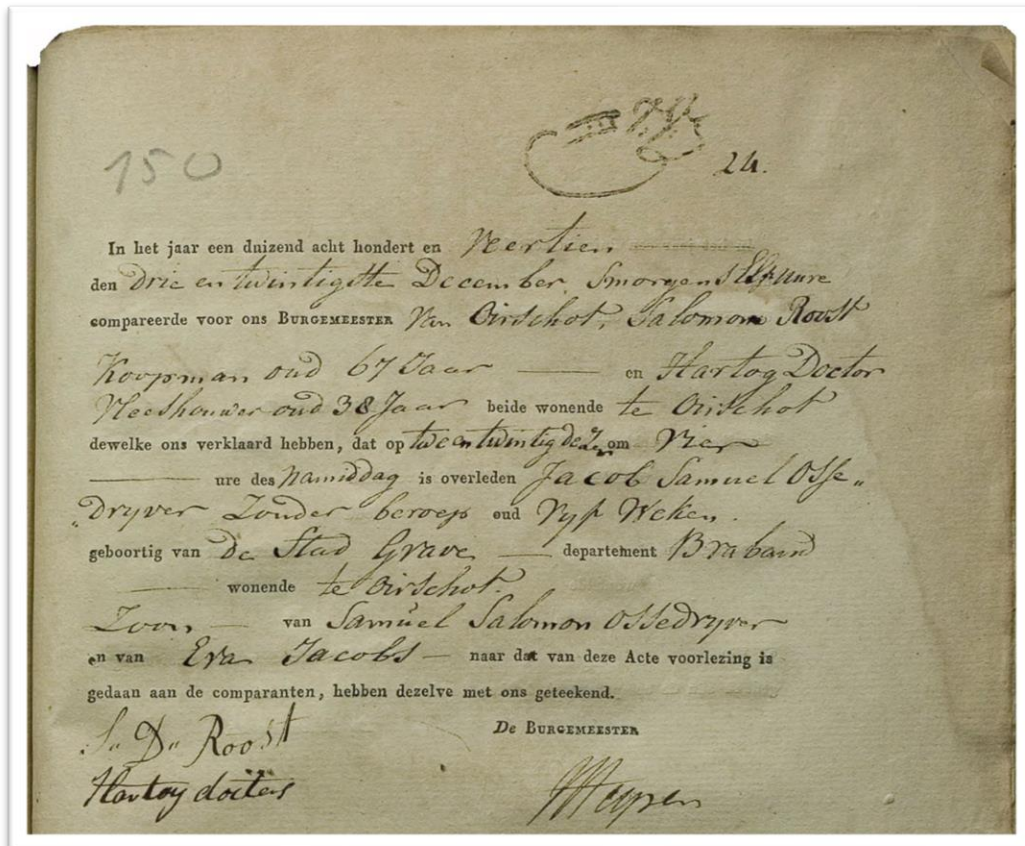 150
24.
In het jaar een duizend acht hondert en Veertien
den Drie en twintigste December, Smorgens Elf uure
compareerde voor ons BURGEMEESTER Van Oirschot, Salomon Roost
Koopman oud 67 Jaar en Hartog Doctor
Vleeshouwer oud 38 Jaar beide wonende te Oirschot
dewelke ons verklaard hebben, dat op twe en twintig dezer om Vier
ure des Namiddag is overleden Jacob Samuel Osse„
„Dryver Zonder beroep oud Vyf Weken.
geboortig van De Stad Grave departement Braband
wonende te Oirschot.
Zoon van Samuel Salomon Ossedryver
en van Eva Jacobs naar dat van deze Acte voorlezing is
gedaan aan de comparanten, hebben dezelve met ons geteekend.
De BURGEMEESTER
S„ D„ Roost
Hartog docters